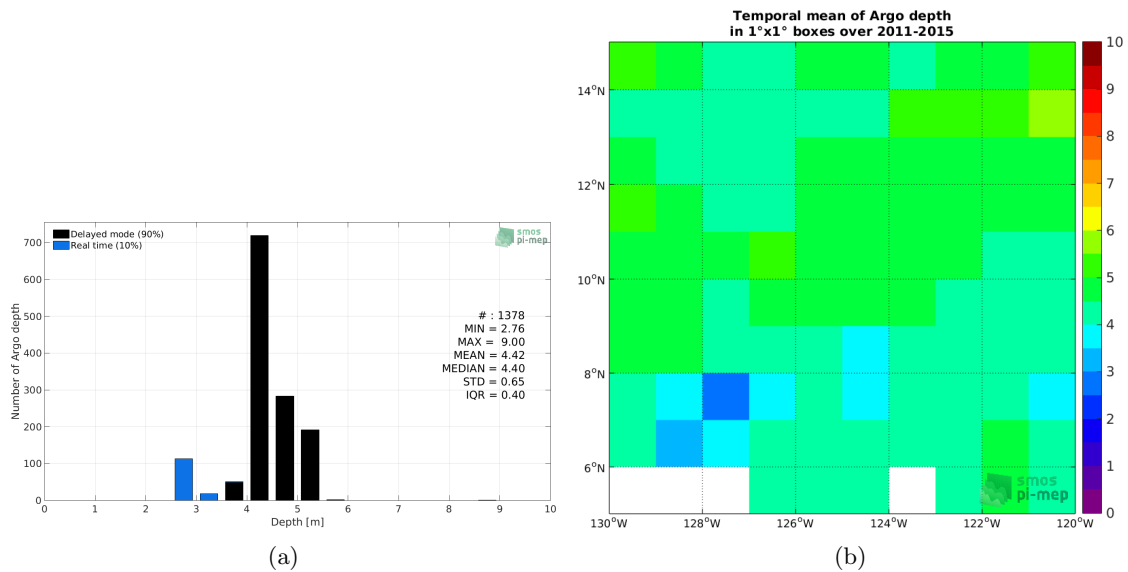 Delayed mode (90%)
Real time (10%)
smos
pi-mep
# : 1378
MIN = 2.76
MAX = 9.00
MEAN = 4.42
MEDIAN = 4.40
STD = 0.65
IQR = 0.40
Number of Argo depth
700
600
500
400
300
200
100
0
0 1 2 3 4 5 6 7 8 9 10
Depth [m]
(a)
Temporal mean of Argo depth
in 1°x1° boxes over 2011-2015
14°N
12°N
10°N
8°N
6°N
130°W 128°W 126°W 124°W 122°W 120°W
smos
pi-mep
10
9
8
7
6
5
4
3
2
1
0
(b)